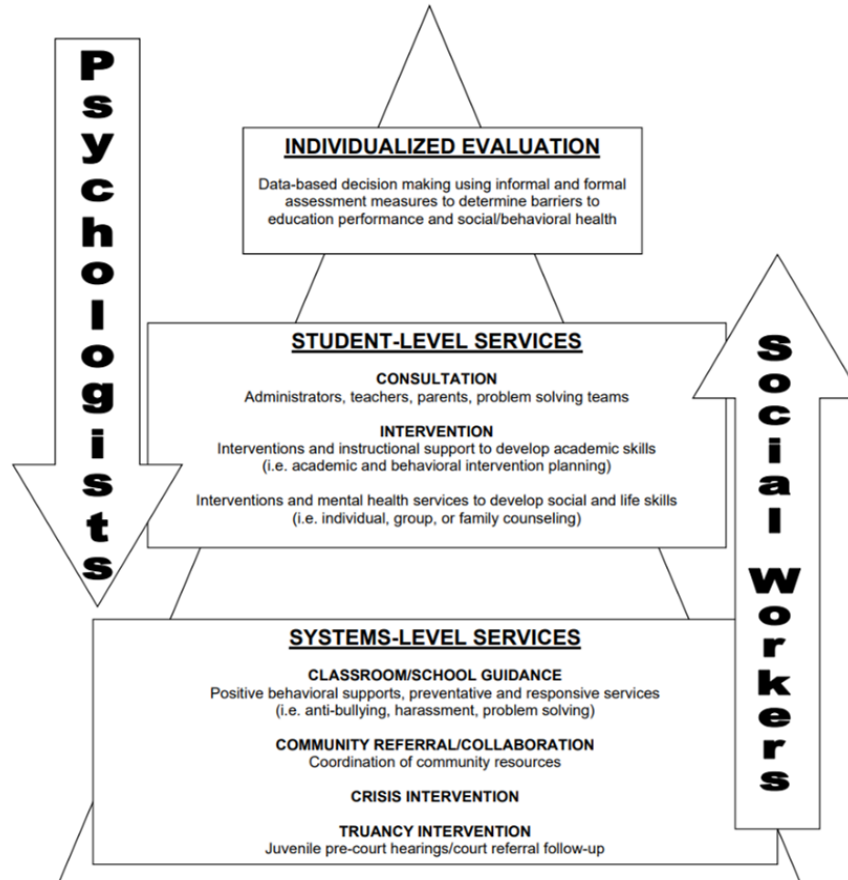 Psychologists
INDIVIDUALIZED EVALUATION
Data-based decision making using informal and formal
assessment measures to determine barriers to
education performance and social/behavioral health
STUDENT-LEVEL SERVICES
CONSULTATION
Administrators, teachers, parents, problem solving teams
INTERVENTION
Interventions and instructional support to develop academic skills
(i.e. academic and behavioral intervention planning)
Interventions and mental health services to develop social and life skills
(i.e. individual, group, or family counseling)
Social Workers
SYSTEMS-LEVEL SERVICES
CLASSROOM/SCHOOL GUIDANCE
Positive behavioral supports, preventative and responsive services
(i.e. anti-bullying, harassment, problem solving)
COMMUNITY REFERRAL/COLLABORATION
Coordination of community resources
CRISIS INTERVENTION
TRUANCY INTERVENTION
Juvenile pre-court hearings/court referral follow-up